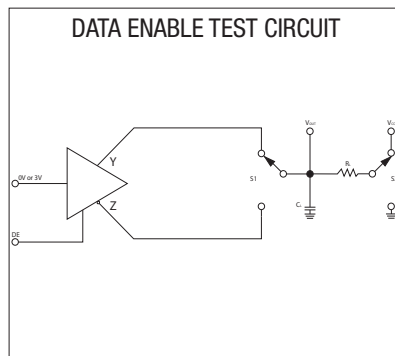 DATA ENABLE TEST CIRCUIT
Y
Z
0V or 3V
DE
S1
VOUT
CL
RL
VCC
S